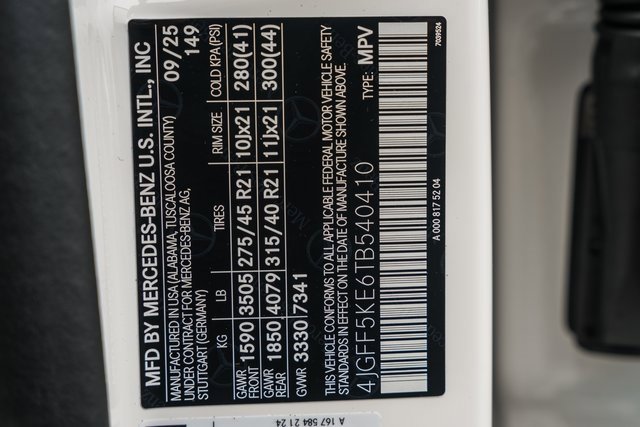 MFD BY MERCEDES-BENZ U.S. INTL., INC
MANUFACTURED IN USA (ALABAMA, TUSCALOOSA COUNTY) 09/25
UNDER CONTRACT FOR MERCEDES-BENZ AG, 149
STUTTGART (GERMANY)
KG LB TIRES RIM SIZE COLD KPA(PSI)
GAWR FRONT 1590 3505 275/45 R21 10Jx21 280(41)
GAWR REAR 1850 4079 315/40 R21 11Jx21 300(44)
GVWR 3330 7341
THIS VEHICLE CONFORMS TO ALL APPLICABLE FEDERAL MOTOR VEHICLE SAFETY
STANDARDS IN EFFECT ON THE DATE OF MANUFACTURE SHOWN ABOVE.
4JGFF5KE6TB540410 TYPE: MPV
A 000 817 52 04 7039524
A 167 584 21 24